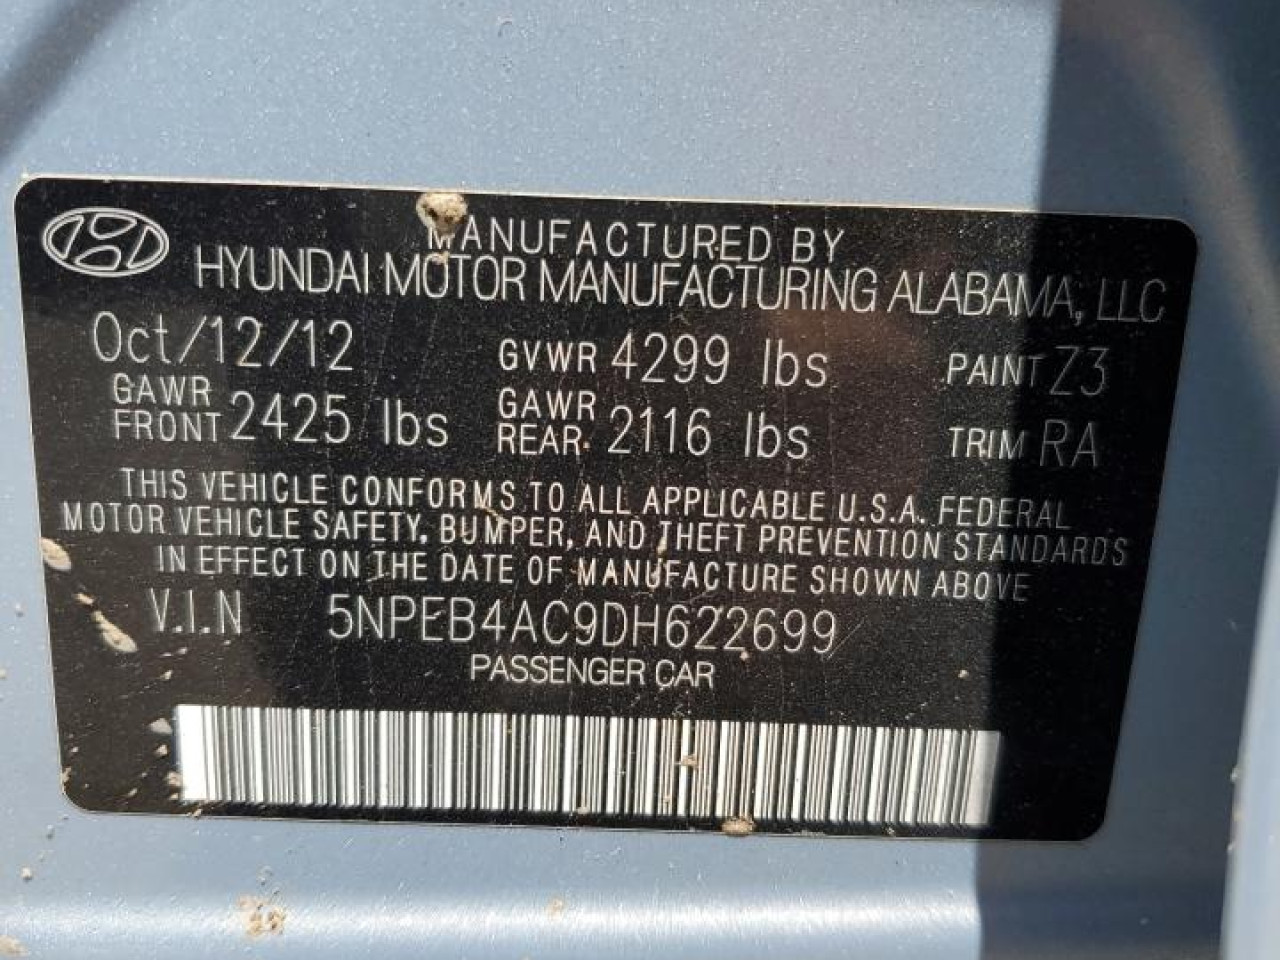 MANUFACTURED BY
HYUNDAI MOTOR MANUFACTURING ALABAMA, LLC
Oct/12/12 GVWR 4299 lbs PAINT Z3
GAWR FRONT 2425 lbs GAWR REAR 2116 lbs TRIM RA
THIS VEHICLE CONFORMS TO ALL APPLICABLE U.S.A. FEDERAL
MOTOR VEHICLE SAFETY, BUMPER, AND THEFT PREVENTION STANDARDS
IN EFFECT ON THE DATE OF MANUFACTURE SHOWN ABOVE
V.I.N 5NPEB4AC9DH622699
PASSENGER CAR